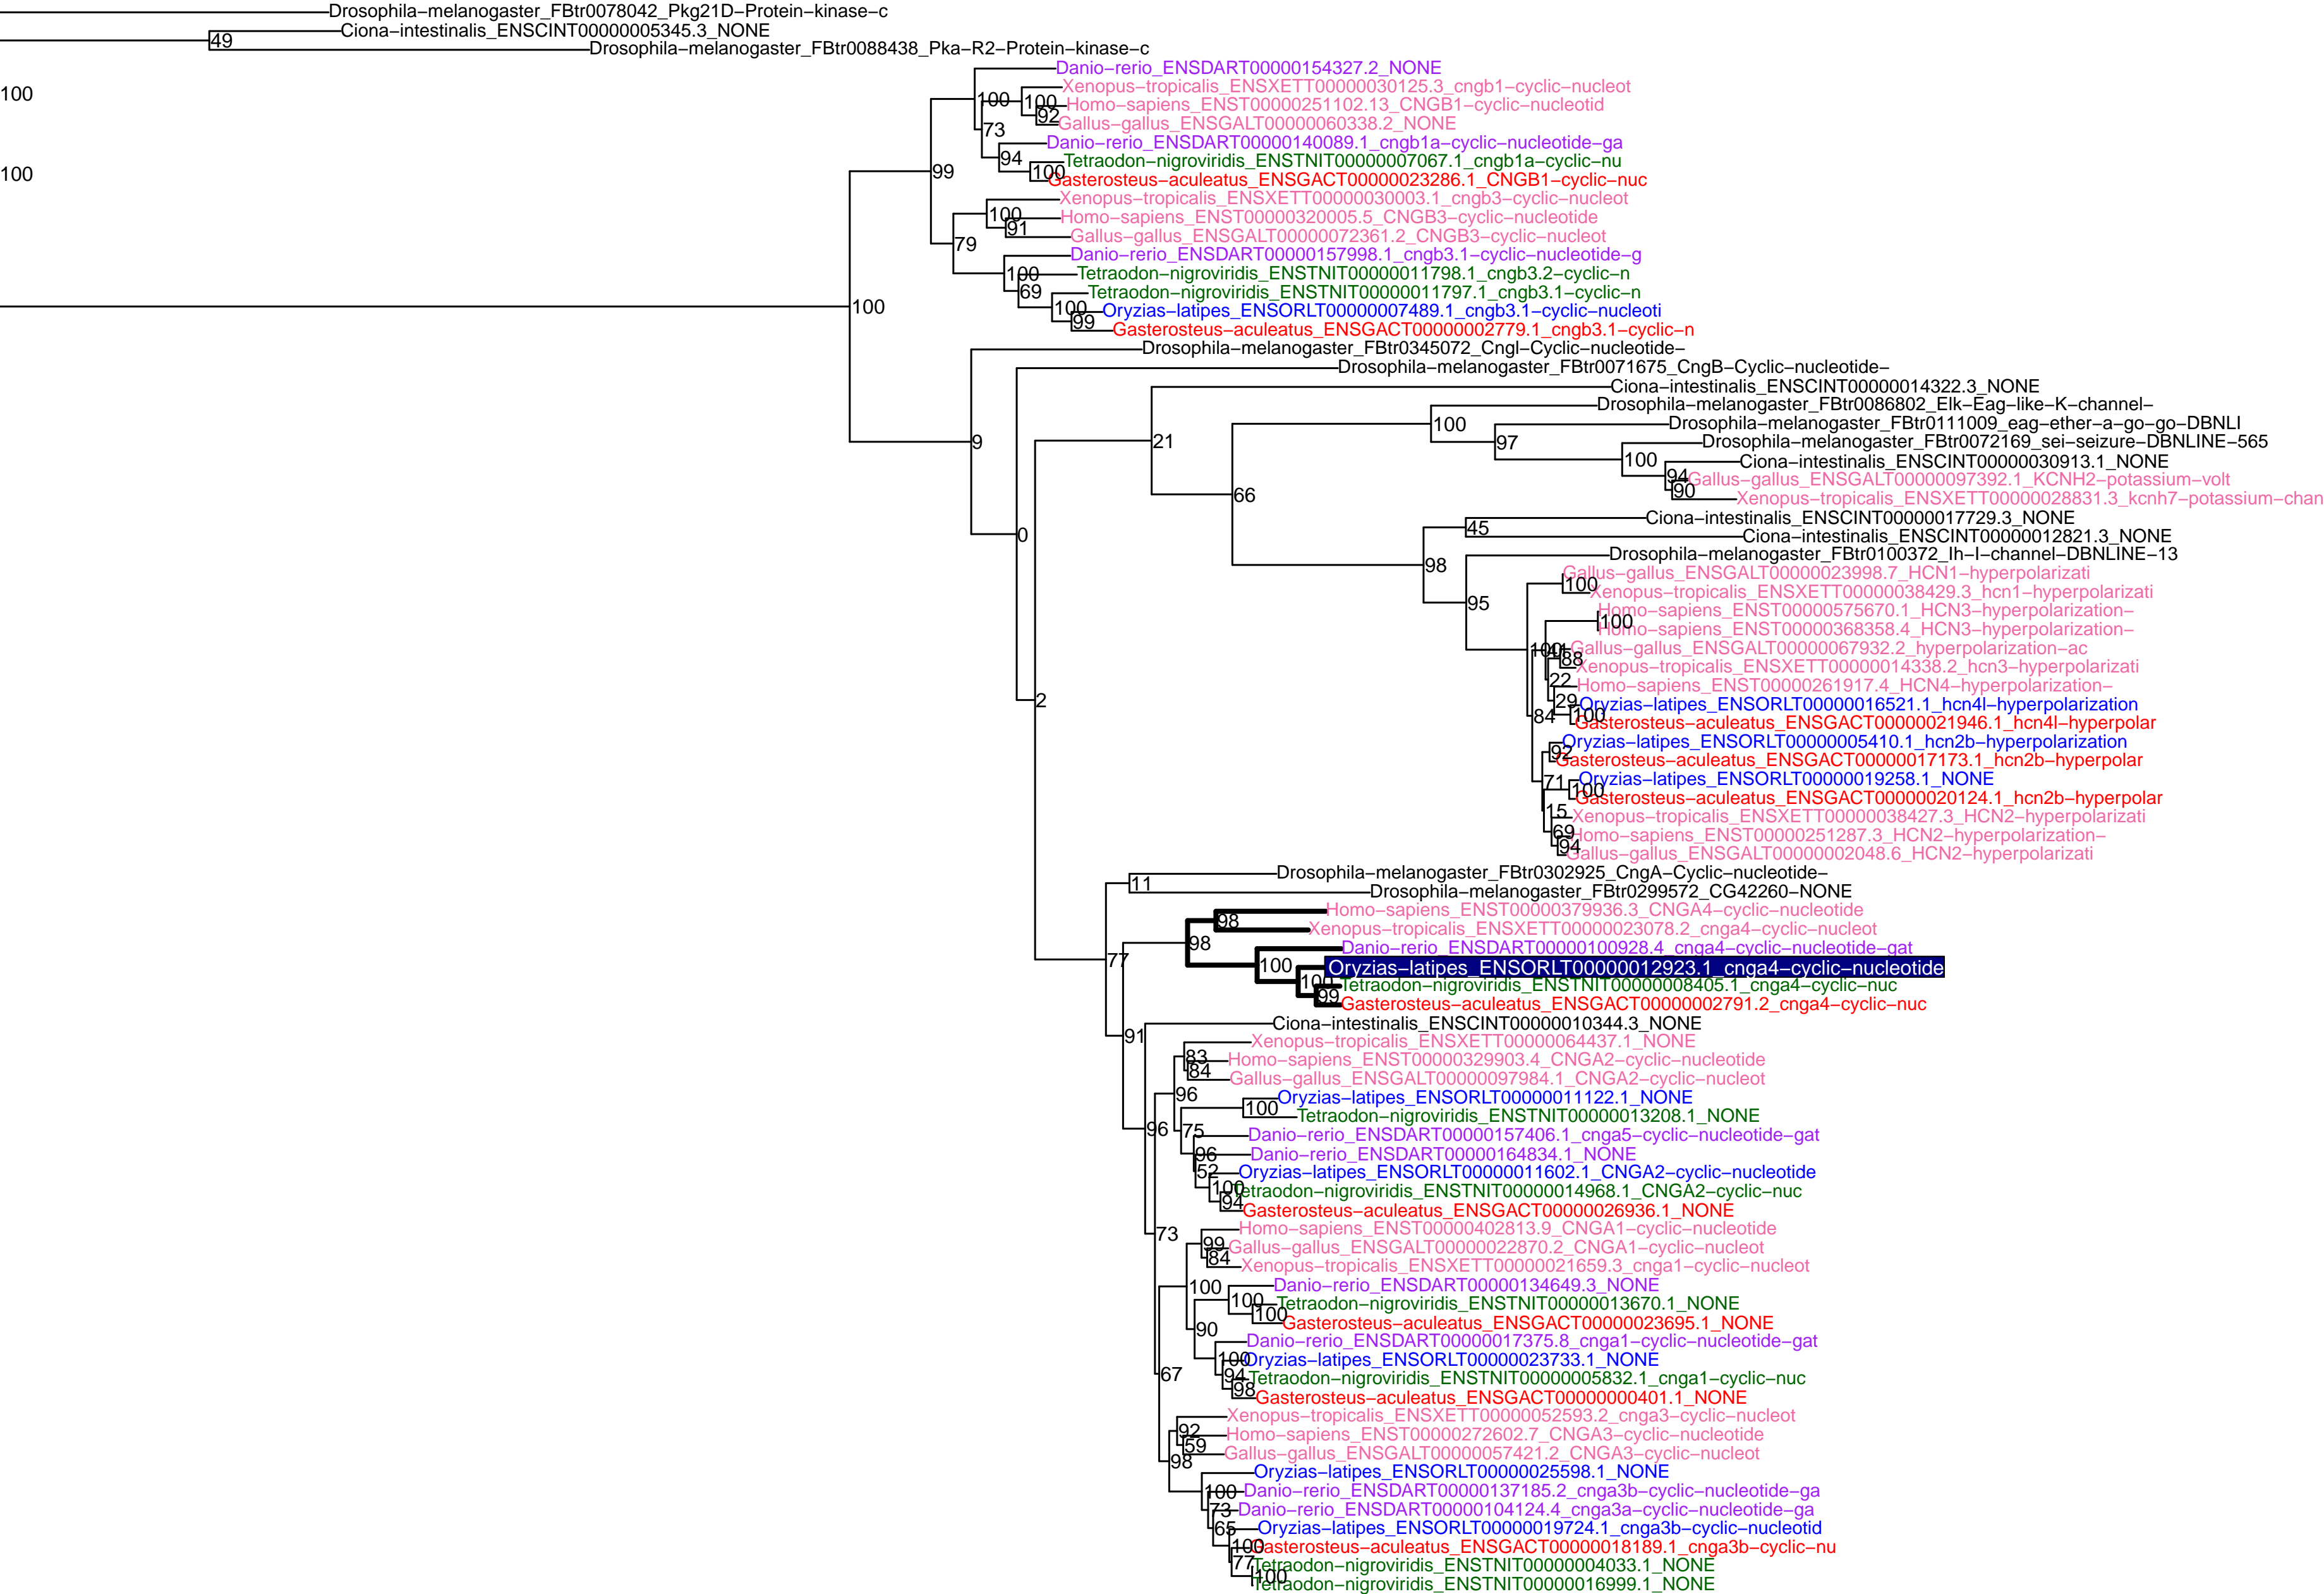 Drosophila−melanogaster_FBtr0078042_Pkg21D−Protein−kinase−c
Ciona−intestinalis_ENSCINT00000005345.3_NONE
49
Drosophila−melanogaster_FBtr0088438_Pka−R2−Protein−kinase−c
Danio−rerio_ENSDART00000154327.2_NONE
Xenopus−tropicalis_ENSXETT00000030125.3_cngb1−cyclic−nucleot
100
100 100
Homo−sapiens_ENST00000251102.13_CNGB1−cyclic−nucleotid
92
Gallus−gallus_ENSGALT00000060338.2_NONE
73
Danio−rerio_ENSDART00000140089.1_cngb1a−cyclic−nucleotide−ga
94
Tetraodon−nigroviridis_ENSTNIT00000007067.1_cngb1a−cyclic−nu
100
99
100
Gasterosteus−aculeatus_ENSGACT00000023286.1_CNGB1−cyclic−nuc
Xenopus−tropicalis_ENSXETT00000030003.1_cngb3−cyclic−nucleot
100
Homo−sapiens_ENST00000320005.5_CNGB3−cyclic−nucleotide
91
Gallus−gallus_ENSGALT00000072361.2_CNGB3−cyclic−nucleot
79
Danio−rerio_ENSDART00000157998.1_cngb3.1−cyclic−nucleotide−g
100
Tetraodon−nigroviridis_ENSTNIT00000011798.1_cngb3.2−cyclic−n
69
Tetraodon−nigroviridis_ENSTNIT00000011797.1_cngb3.1−cyclic−n
100
100
Oryzias−latipes_ENSORLT00000007489.1_cngb3.1−cyclic−nucleoti
99
Gasterosteus−aculeatus_ENSGACT00000002779.1_cngb3.1−cyclic−n
Drosophila−melanogaster_FBtr0345072_Cngl−Cyclic−nucleotide−
Drosophila−melanogaster_FBtr0071675_CngB−Cyclic−nucleotide−
Ciona−intestinalis_ENSCINT00000014322.3_NONE
Drosophila−melanogaster_FBtr0086802_Elk−Eag−like−K−channel−
100
Drosophila−melanogaster_FBtr0111009_eag−ether−a−go−go−DBNLI
9
21
97
Drosophila−melanogaster_FBtr0072169_sei−seizure−DBNLINE−565
100
Ciona−intestinalis_ENSCINT00000030913.1_NONE
94
Gallus−gallus_ENSGALT00000097392.1_KCNH2−potassium−volt
66
90
Xenopus−tropicalis_ENSXETT00000028831.3_kcnh7−potassium−chan
Ciona−intestinalis_ENSCINT00000017729.3_NONE
45
0
Ciona−intestinalis_ENSCINT00000012821.3_NONE
Drosophila−melanogaster_FBtr0100372_Ih−I−channel−DBNLINE−13
98
Gallus−gallus_ENSGALT00000023998.7_HCN1−hyperpolarizati
100
Xenopus−tropicalis_ENSXETT00000038429.3_hcn1−hyperpolarizati
95
Homo−sapiens_ENST00000575670.1_HCN3−hyperpolarization−
100
Homo−sapiens_ENST00000368358.4_HCN3−hyperpolarization−
100
Gallus−gallus_ENSGALT00000067932.2_hyperpolarization−ac
88
Xenopus−tropicalis_ENSXETT00000014338.2_hcn3−hyperpolarizati
22
Homo−sapiens_ENST00000261917.4_HCN4−hyperpolarization−
2
29
Oryzias−latipes_ENSORLT00000016521.1_hcn4l−hyperpolarization
84
100
Gasterosteus−aculeatus_ENSGACT00000021946.1_hcn4l−hyperpolar
Oryzias−latipes_ENSORLT00000005410.1_hcn2b−hyperpolarization
92
Gasterosteus−aculeatus_ENSGACT00000017173.1_hcn2b−hyperpolar
71
Oryzias−latipes_ENSORLT00000019258.1_NONE
100
Gasterosteus−aculeatus_ENSGACT00000020124.1_hcn2b−hyperpolar
15
Xenopus−tropicalis_ENSXETT00000038427.3_HCN2−hyperpolarizati
69
Homo−sapiens_ENST00000251287.3_HCN2−hyperpolarization−
94
Gallus−gallus_ENSGALT00000002048.6_HCN2−hyperpolarizati
Drosophila−melanogaster_FBtr0302925_CngA−Cyclic−nucleotide−
11
Drosophila−melanogaster_FBtr0299572_CG42260−NONE
Homo−sapiens_ENST00000379936.3_CNGA4−cyclic−nucleotide
98
Xenopus−tropicalis_ENSXETT00000023078.2_cnga4−cyclic−nucleot
98
Danio−rerio_ENSDART00000100928.4_cnga4−cyclic−nucleotide−gat
77
100
Oryzias−latipes_ENSORLT00000012923.1_cnga4−cyclic−nucleotide
100
Tetraodon−nigroviridis_ENSTNIT00000008405.1_cnga4−cyclic−nuc
99
Gasterosteus−aculeatus_ENSGACT00000002791.2_cnga4−cyclic−nuc
Ciona−intestinalis_ENSCINT00000010344.3_NONE
91
Xenopus−tropicalis_ENSXETT00000064437.1_NONE
83
Homo−sapiens_ENST00000329903.4_CNGA2−cyclic−nucleotide
84
Gallus−gallus_ENSGALT00000097984.1_CNGA2−cyclic−nucleot
96
Oryzias−latipes_ENSORLT00000011122.1_NONE
100
Tetraodon−nigroviridis_ENSTNIT00000013208.1_NONE
96
75
Danio−rerio_ENSDART00000157406.1_cnga5−cyclic−nucleotide−gat
96
Danio−rerio_ENSDART00000164834.1_NONE
52
Oryzias−latipes_ENSORLT00000011602.1_CNGA2−cyclic−nucleotide
100
Tetraodon−nigroviridis_ENSTNIT00000014968.1_CNGA2−cyclic−nuc
94
Gasterosteus−aculeatus_ENSGACT00000026936.1_NONE
73
Homo−sapiens_ENST00000402813.9_CNGA1−cyclic−nucleotide
99
Gallus−gallus_ENSGALT00000022870.2_CNGA1−cyclic−nucleot
84
Xenopus−tropicalis_ENSXETT00000021659.3_cnga1−cyclic−nucleot
100
Danio−rerio_ENSDART00000134649.3_NONE
100
Tetraodon−nigroviridis_ENSTNIT00000013670.1_NONE
100
Gasterosteus−aculeatus_ENSGACT00000023695.1_NONE
90
Danio−rerio_ENSDART00000017375.8_cnga1−cyclic−nucleotide−gat
100
Oryzias−latipes_ENSORLT00000023733.1_NONE
67
94
Tetraodon−nigroviridis_ENSTNIT00000005832.1_cnga1−cyclic−nuc
98
Gasterosteus−aculeatus_ENSGACT00000000401.1_NONE
Xenopus−tropicalis_ENSXETT00000052593.2_cnga3−cyclic−nucleot
92
Homo−sapiens_ENST00000272602.7_CNGA3−cyclic−nucleotide
59
Gallus−gallus_ENSGALT00000057421.2_CNGA3−cyclic−nucleot
98
Oryzias−latipes_ENSORLT00000025598.1_NONE
100
Danio−rerio_ENSDART00000137185.2_cnga3b−cyclic−nucleotide−ga
73
Danio−rerio_ENSDART00000104124.4_cnga3a−cyclic−nucleotide−ga
65
Oryzias−latipes_ENSORLT00000019724.1_cnga3b−cyclic−nucleotid
100
Gasterosteus−aculeatus_ENSGACT00000018189.1_cnga3b−cyclic−nu
77
Tetraodon−nigroviridis_ENSTNIT00000004033.1_NONE
100
Tetraodon−nigroviridis_ENSTNIT00000016999.1_NONE